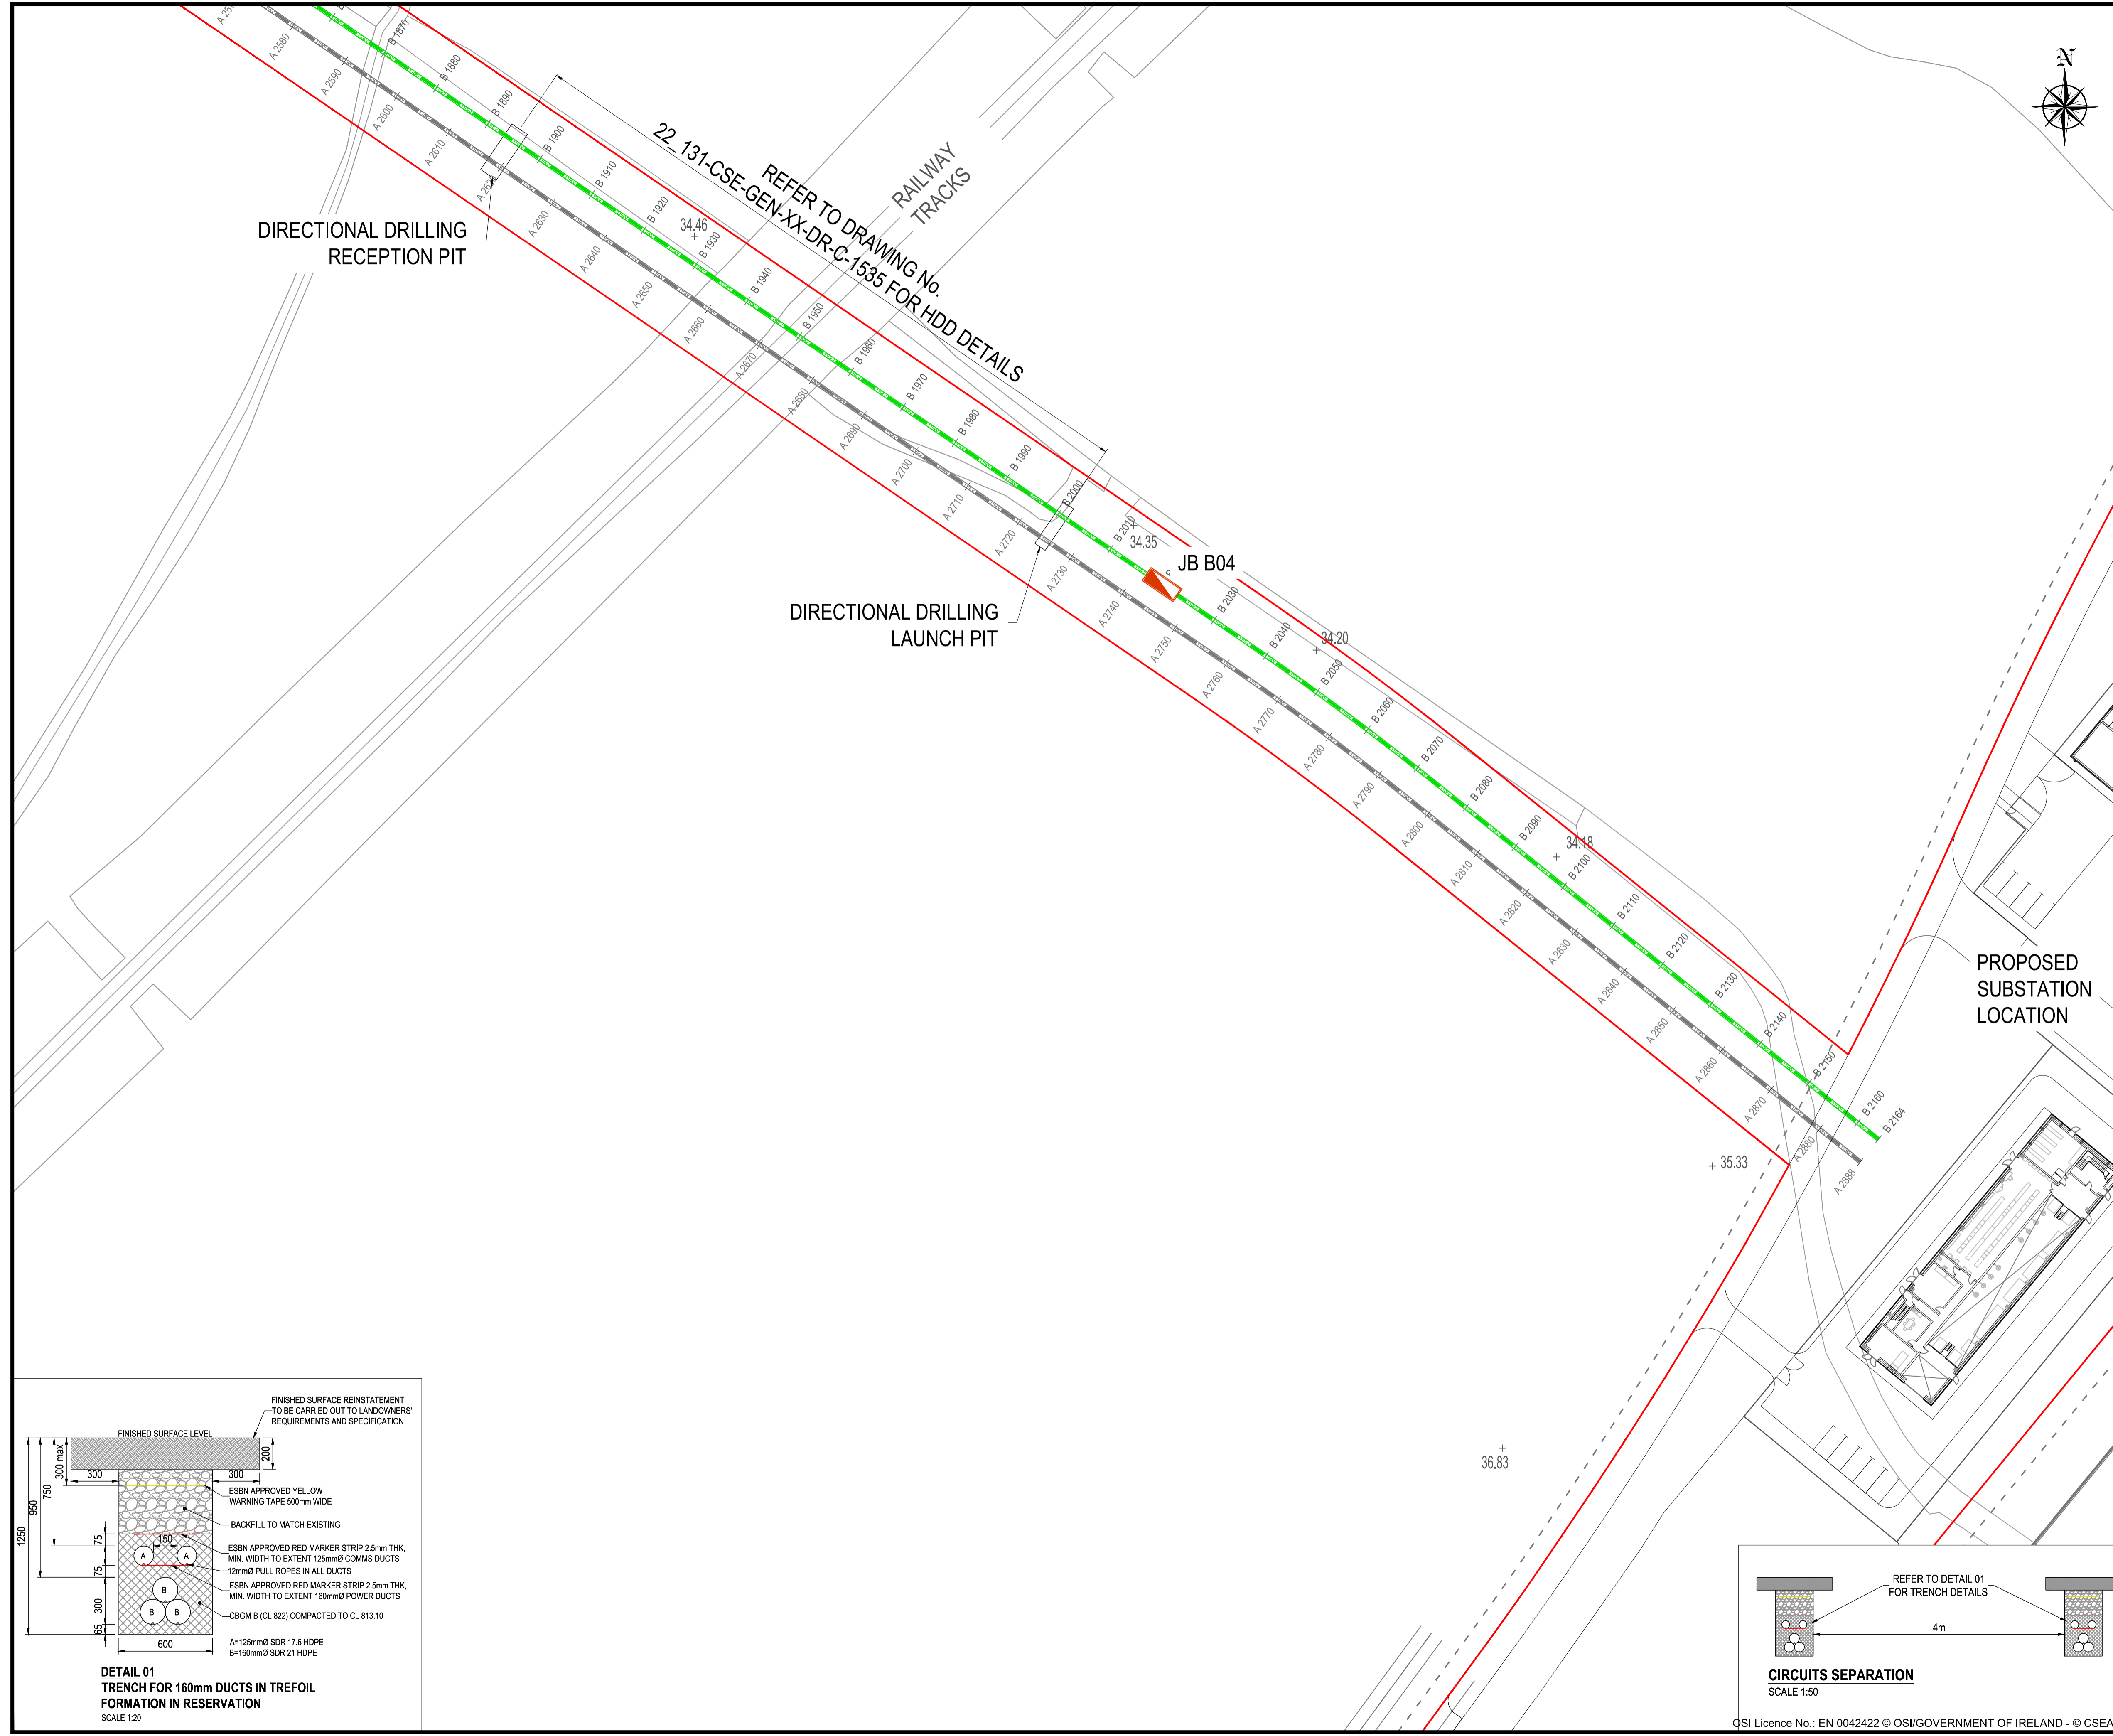 N
A 2580
A 2590
A 2600
A 2610
A 2630
A 2640
A 2650
A 2660
A 2670
A 2680
A 2690
A 2700
A 2710
A 2720
A 2730
A 2740
A 2750
A 2760
A 2770
A 2780
A 2790
A 2800
A 2810
A 2820
A 2830
A 2840
A 2850
A 2860
A 2870
A 2880
A 2888
B 1870
B 1880
B 1890
B 1900
B 1910
B 1920
B 1930
B 1940
B 1950
B 1960
B 1970
B 1980
B 1990
B 2000
B 2010
B 2030
B 2040
B 2050
B 2060
B 2070
B 2080
B 2090
B 2100
B 2110
B 2120
B 2130
B 2140
B 2150
B 2160
B 2164
REFER TO DRAWING No.
22_ 131-CSE-GEN-XX-DR-C-1535 FOR HDD DETAILS
RAILWAY
TRACKS
DIRECTIONAL DRILLING
RECEPTION PIT
34.46
34.35
JB B04
DIRECTIONAL DRILLING
LAUNCH PIT
34.20
34.18
PROPOSED
SUBSTATION
LOCATION
35.33
36.83
FINISHED SURFACE REINSTATEMENT
TO BE CARRIED OUT TO LANDOWNERS'
REQUIREMENTS AND SPECIFICATION
FINISHED SURFACE LEVEL
200
300 max
300
300
750
950
1250
ESBN APPROVED YELLOW
WARNING TAPE 500mm WIDE
BACKFILL TO MATCH EXISTING
75
150
ESBN APPROVED RED MARKER STRIP 2.5mm THK,
MIN. WIDTH TO EXTENT 125mmØ COMMS DUCTS
A
A
12mmØ PULL ROPES IN ALL DUCTS
75
ESBN APPROVED RED MARKER STRIP 2.5mm THK,
MIN. WIDTH TO EXTENT 160mmØ POWER DUCTS
B
B
B
300
CBGM B (CL 822) COMPACTED TO CL 813.10
65
600
A=125mmØ SDR 17.6 HDPE
B=160mmØ SDR 21 HDPE
DETAIL 01
TRENCH FOR 160mm DUCTS IN TREFOIL
FORMATION IN RESERVATION
SCALE 1:20
REFER TO DETAIL 01
FOR TRENCH DETAILS
4m
CIRCUITS SEPARATION
SCALE 1:50
OSI Licence No.: EN 0042422 © OSI/GOVERNMENT OF IRELAND - © CSEA